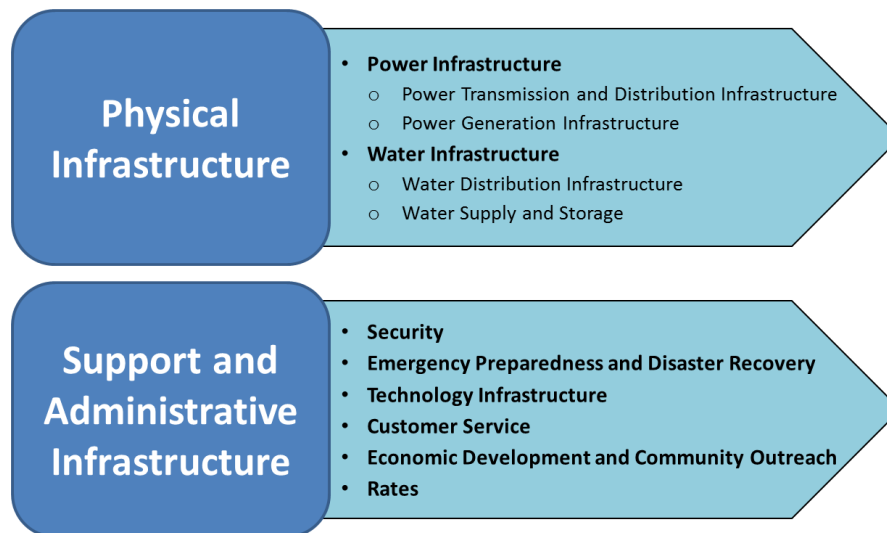 Physical
Infrastructure
• Power Infrastructure
o Power Transmission and Distribution Infrastructure
o Power Generation Infrastructure
• Water Infrastructure
o Water Distribution Infrastructure
o Water Supply and Storage
Support and
Administrative
Infrastructure
• Security
• Emergency Preparedness and Disaster Recovery
• Technology Infrastructure
• Customer Service
• Economic Development and Community Outreach
• Rates